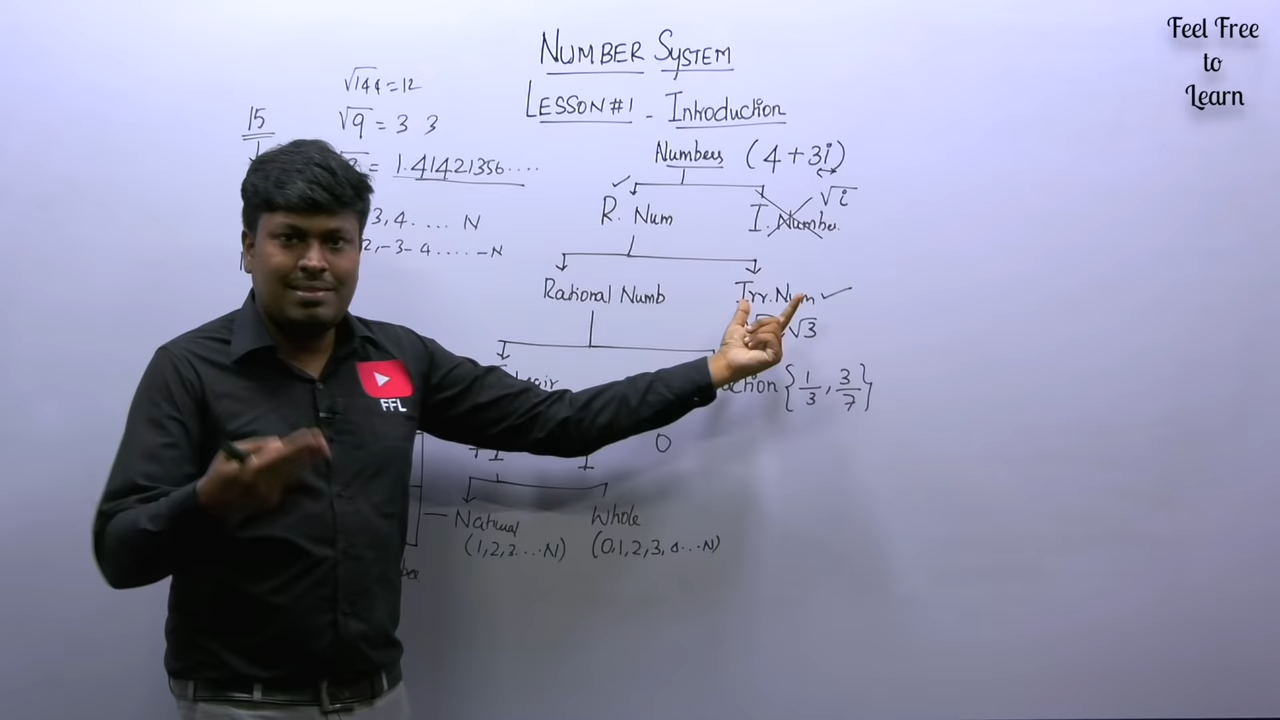 Feel Free
to
Learn
NUMBER SYSTEM
LESSON #1 - Introduction
√144 = 12
15
√9 = 3 3
= 1.41421356....
3,4.... N
2,-3-4.....-N
Numbers (4+3i)
√i
R. Num I. Number
Rational Numb Irr. Num
√3
{1/3, 3/7}
+I I 0
Natural Whole
(1,2,3...N) (0,1,2,3,4...N)
FFL